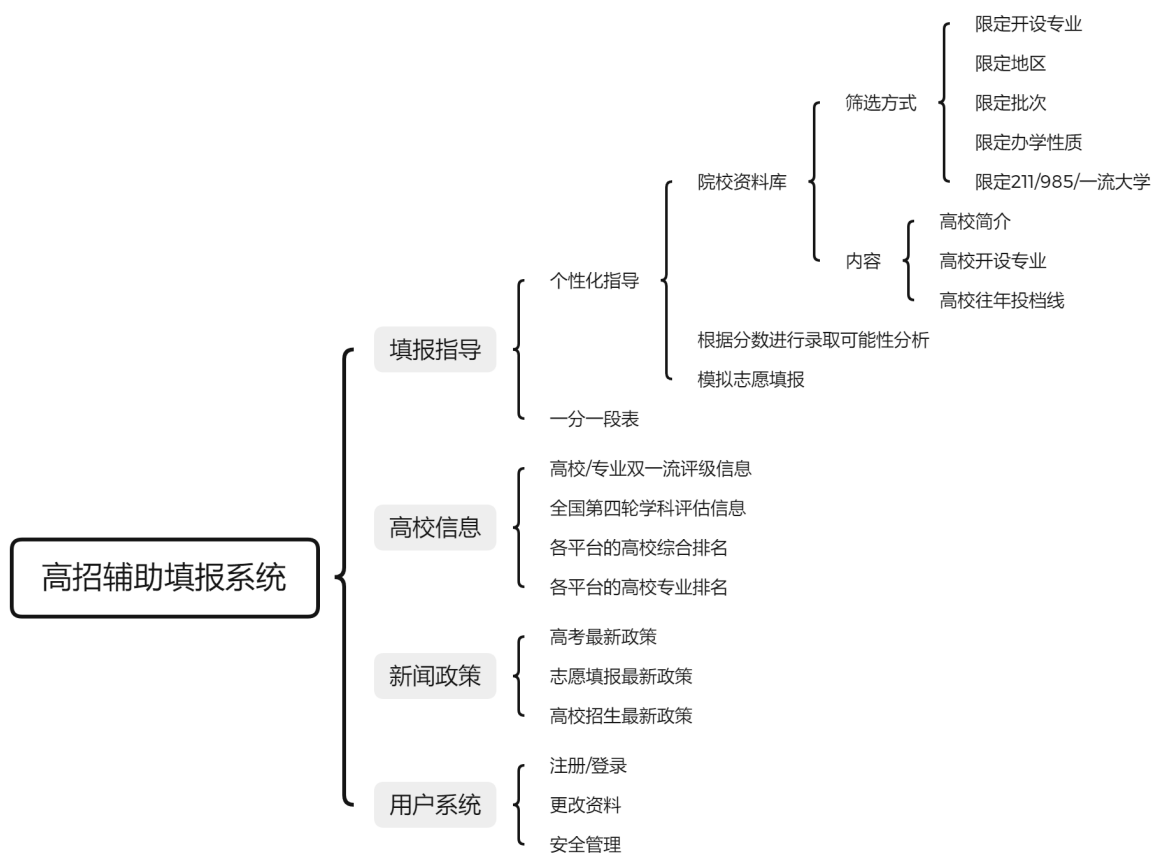 高招辅助填报系统
填报指导
个性化指导
院校资料库
筛选方式
限定开设专业
限定地区
限定批次
限定办学性质
限定211/985/一流大学
内容
高校简介
高校开设专业
高校往年投档线
根据分数进行录取可能性分析
模拟志愿填报
一分一段表
高校信息
高校/专业双一流评级信息
全国第四轮学科评估信息
各平台的高校综合排名
各平台的高校专业排名
新闻政策
高考最新政策
志愿填报最新政策
高校招生最新政策
用户系统
注册/登录
更改资料
安全管理